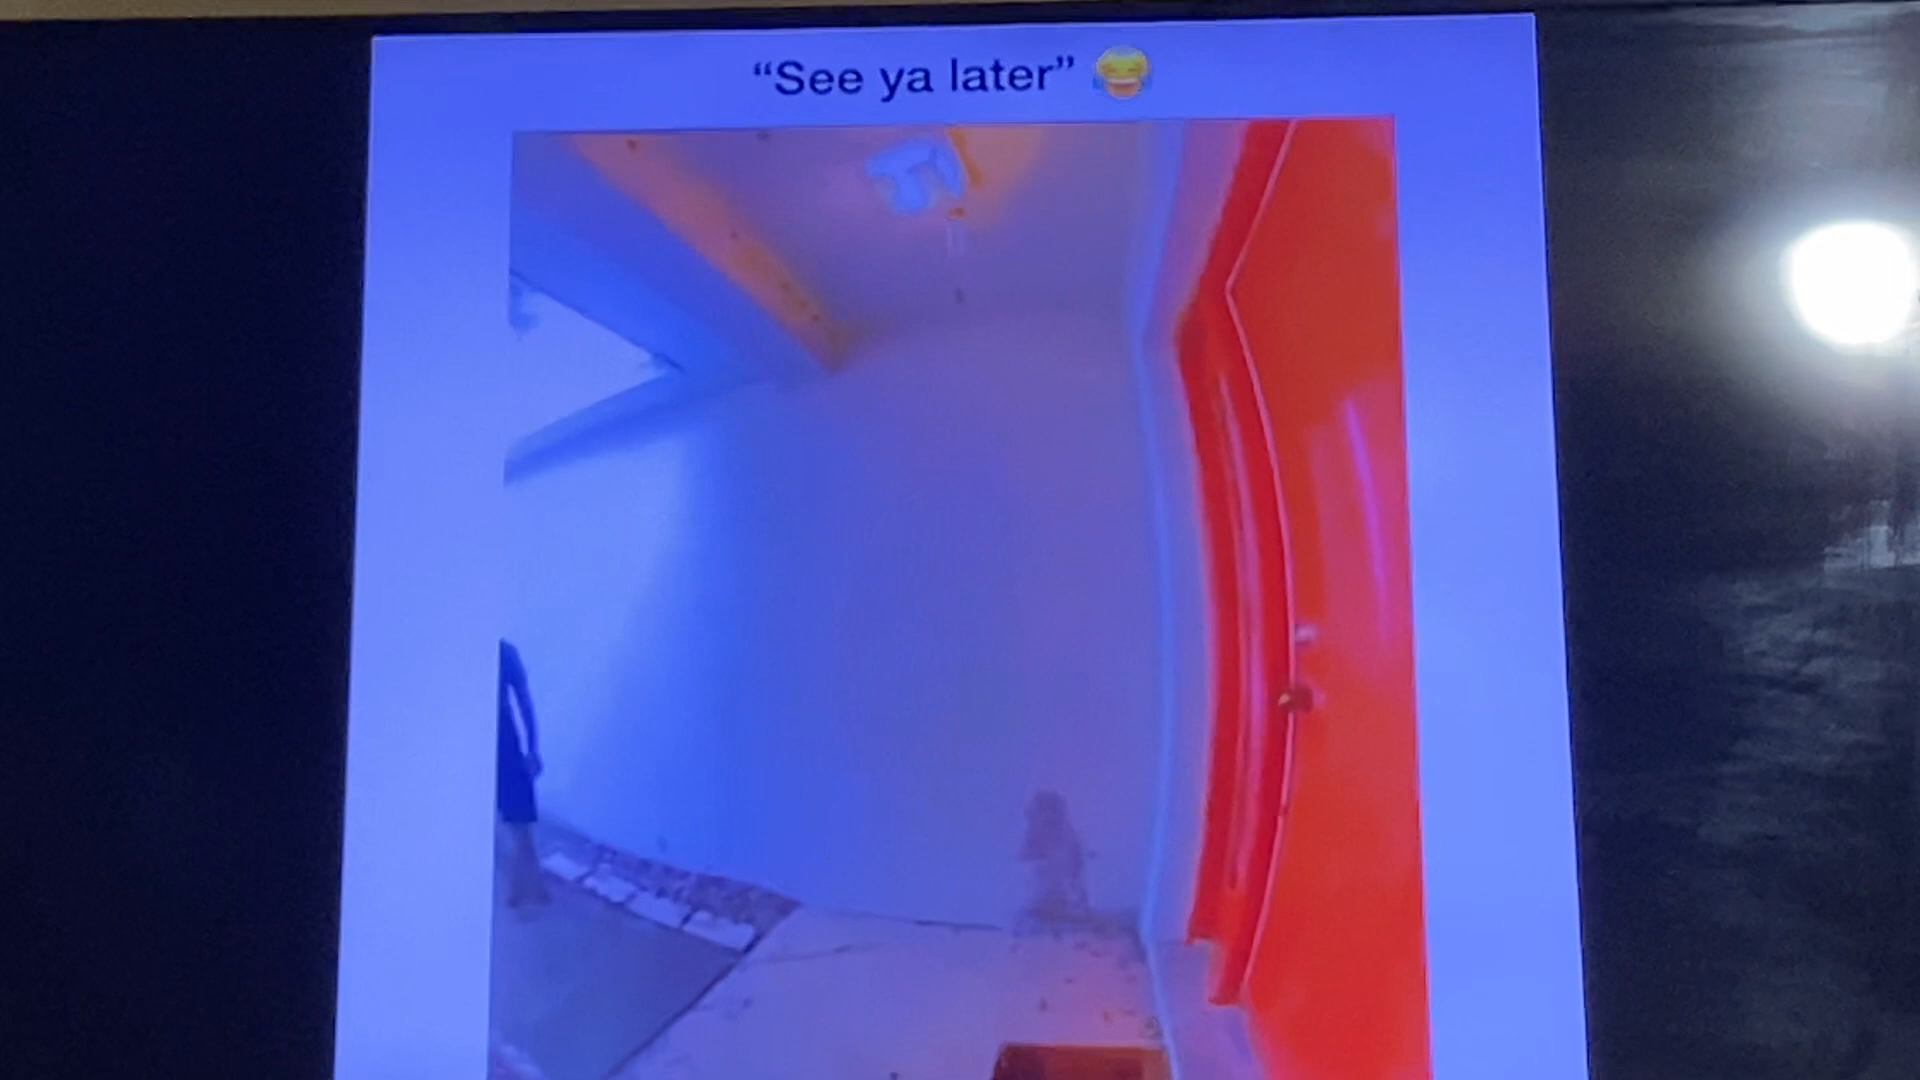 “See ya later” 😂